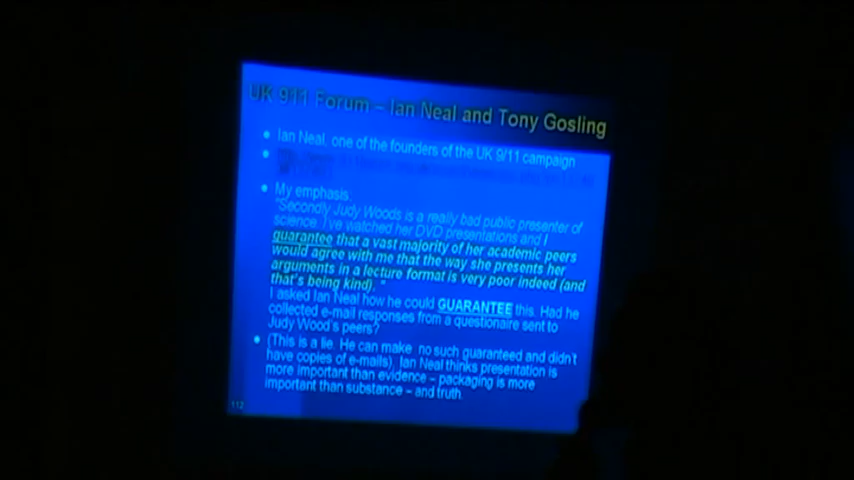 UK 911 Forum – Ian Neal and Tony Gosling
• Ian Neal, one of the founders of the UK 9/11 campaign
• My emphasis.
"Secondly Judy Woods is a really bad public presenter of
science. I've watched her DVD presentations and I
guarantee that a vast majority of her academic peers
would agree with me that the way she presents her
arguments in a lecture format is very poor indeed (and
that's being kind). "
I asked Ian Neal how he could GUARANTEE this. Had he
collected e-mail responses from a questionaire sent to
Judy Wood's peers?
• (This is a lie. He can make no such guaranteed and didn't
have copies of e-mails). Ian Neal thinks presentation is
more important than evidence – packaging is more
important than substance – and truth.
112